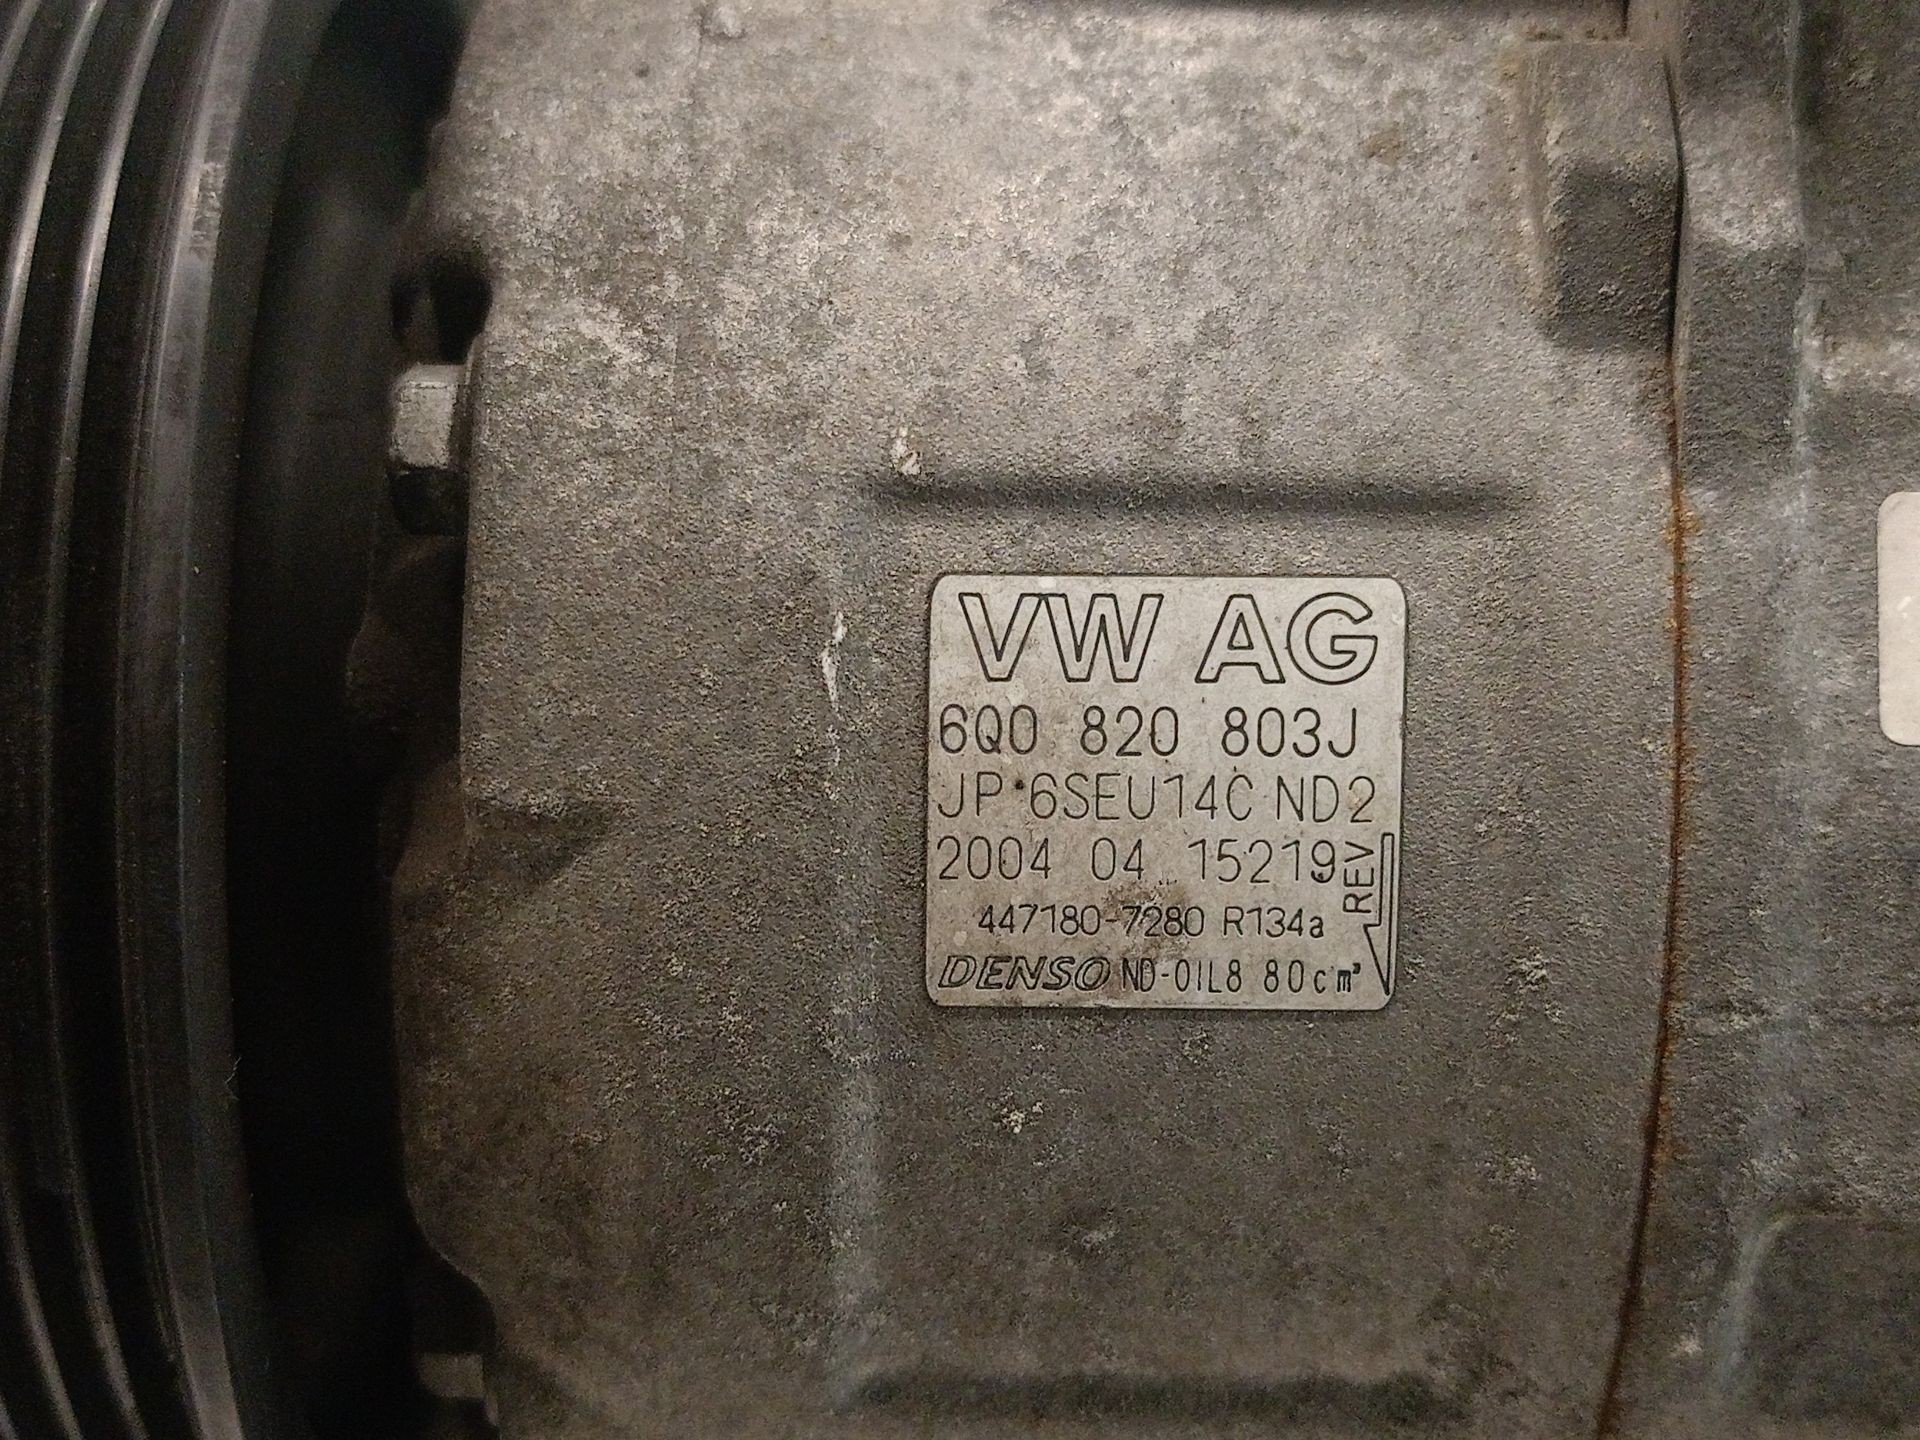 VW AG
6Q0 820 803J
JP 6SEU14C ND2
2004 04 15219
REV
447180-7280 R134a
DENSO ND-OIL8 80cm³